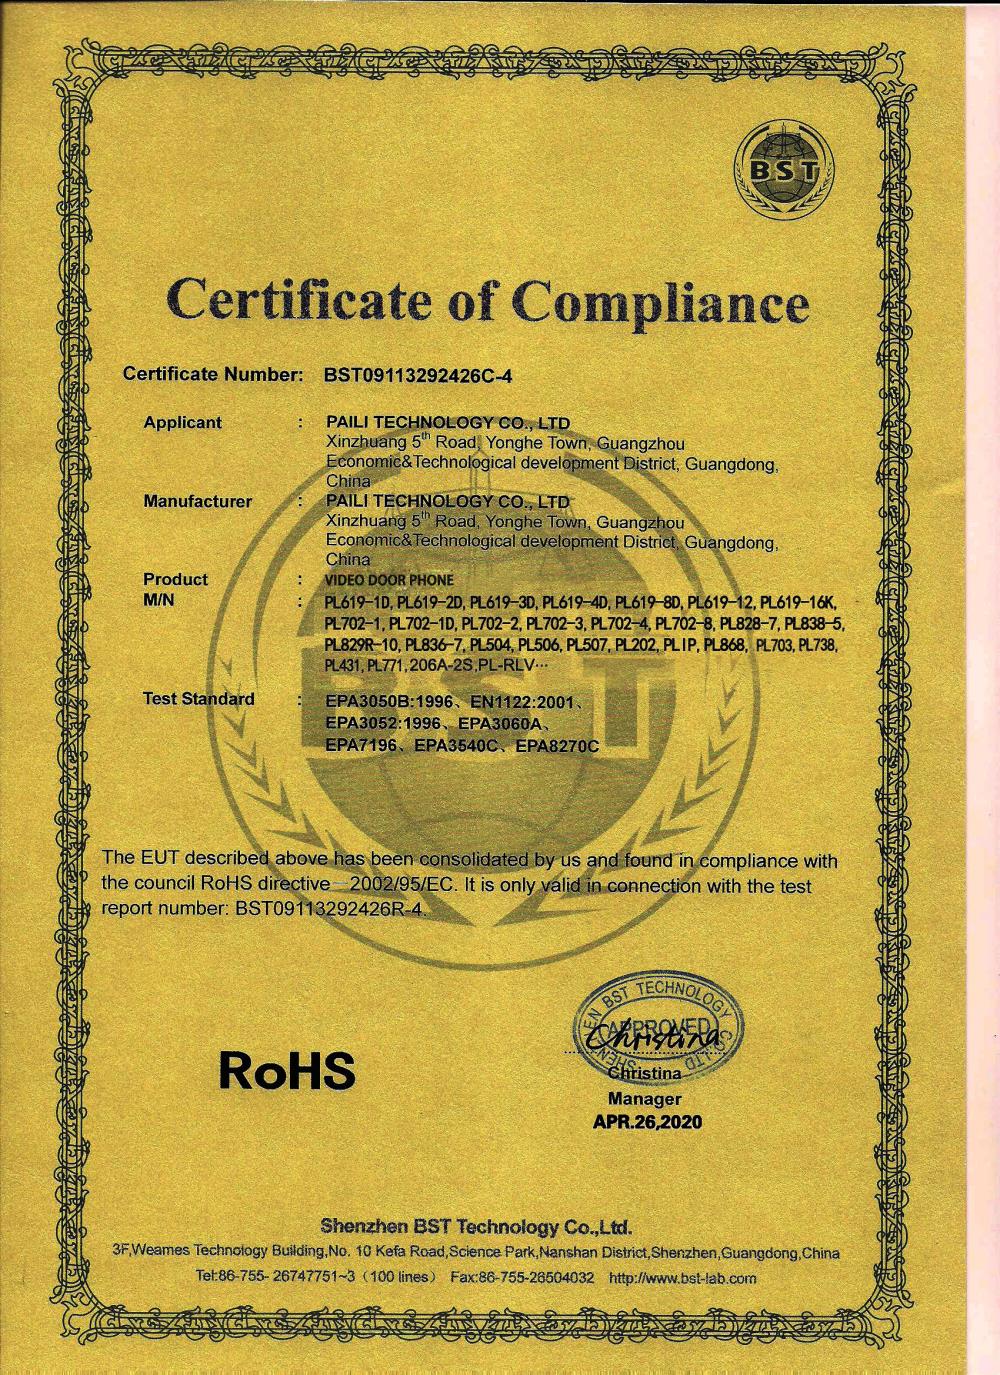 BST
Certificate of Compliance
Certificate Number: BST09113292426C-4
Applicant : PAILI TECHNOLOGY CO., LTD
Xinzhuang 5th Road, Yonghe Town, Guangzhou
Economic&Technological development District, Guangdong,
China
Manufacturer : PAILI TECHNOLOGY CO., LTD
Xinzhuang 5th Road, Yonghe Town, Guangzhou
Economic&Technological development District, Guangdong,
China
Product : VIDEO DOOR PHONE
M/N : PL619-1D, PL619-2D, PL619-3D, PL619-4D, PL619-8D, PL619-12, PL619-16K,
PL702-1, PL702-1D, PL702-2, PL702-3, PL702-4, PL702-8, PL828-7, PL838-5,
PL829R-10, PL836-7, PL504, PL506, PL507, PL202, PLIP, PL868, PL703, PL738,
PL431, PL771, 206A-2S,PL-RLV···
Test Standard : EPA3050B:1996、EN1122:2001、
EPA3052:1996、EPA3060A、
EPA7196、EPA3540C、EPA8270C
BST
The EUT described above has been consolidated by us and found in compliance with
the council RoHS directive—2002/95/EC. It is only valid in connection with the test
report number: BST09113292426R-4.
SHENZHEN BST TECHNOLOGY CO.,LTD
APPROVED
Christina
RoHS
Christina
Manager
APR.26,2020
Shenzhen BST Technology Co.,Ltd.
3F,Weames Technology Building,No. 10 Kefa Road,Science Park,Nanshan District,Shenzhen,Guangdong,China
Tel:86-755- 26747751~3（100 lines） Fax:86-755-26504032 http://www.bst-lab.com